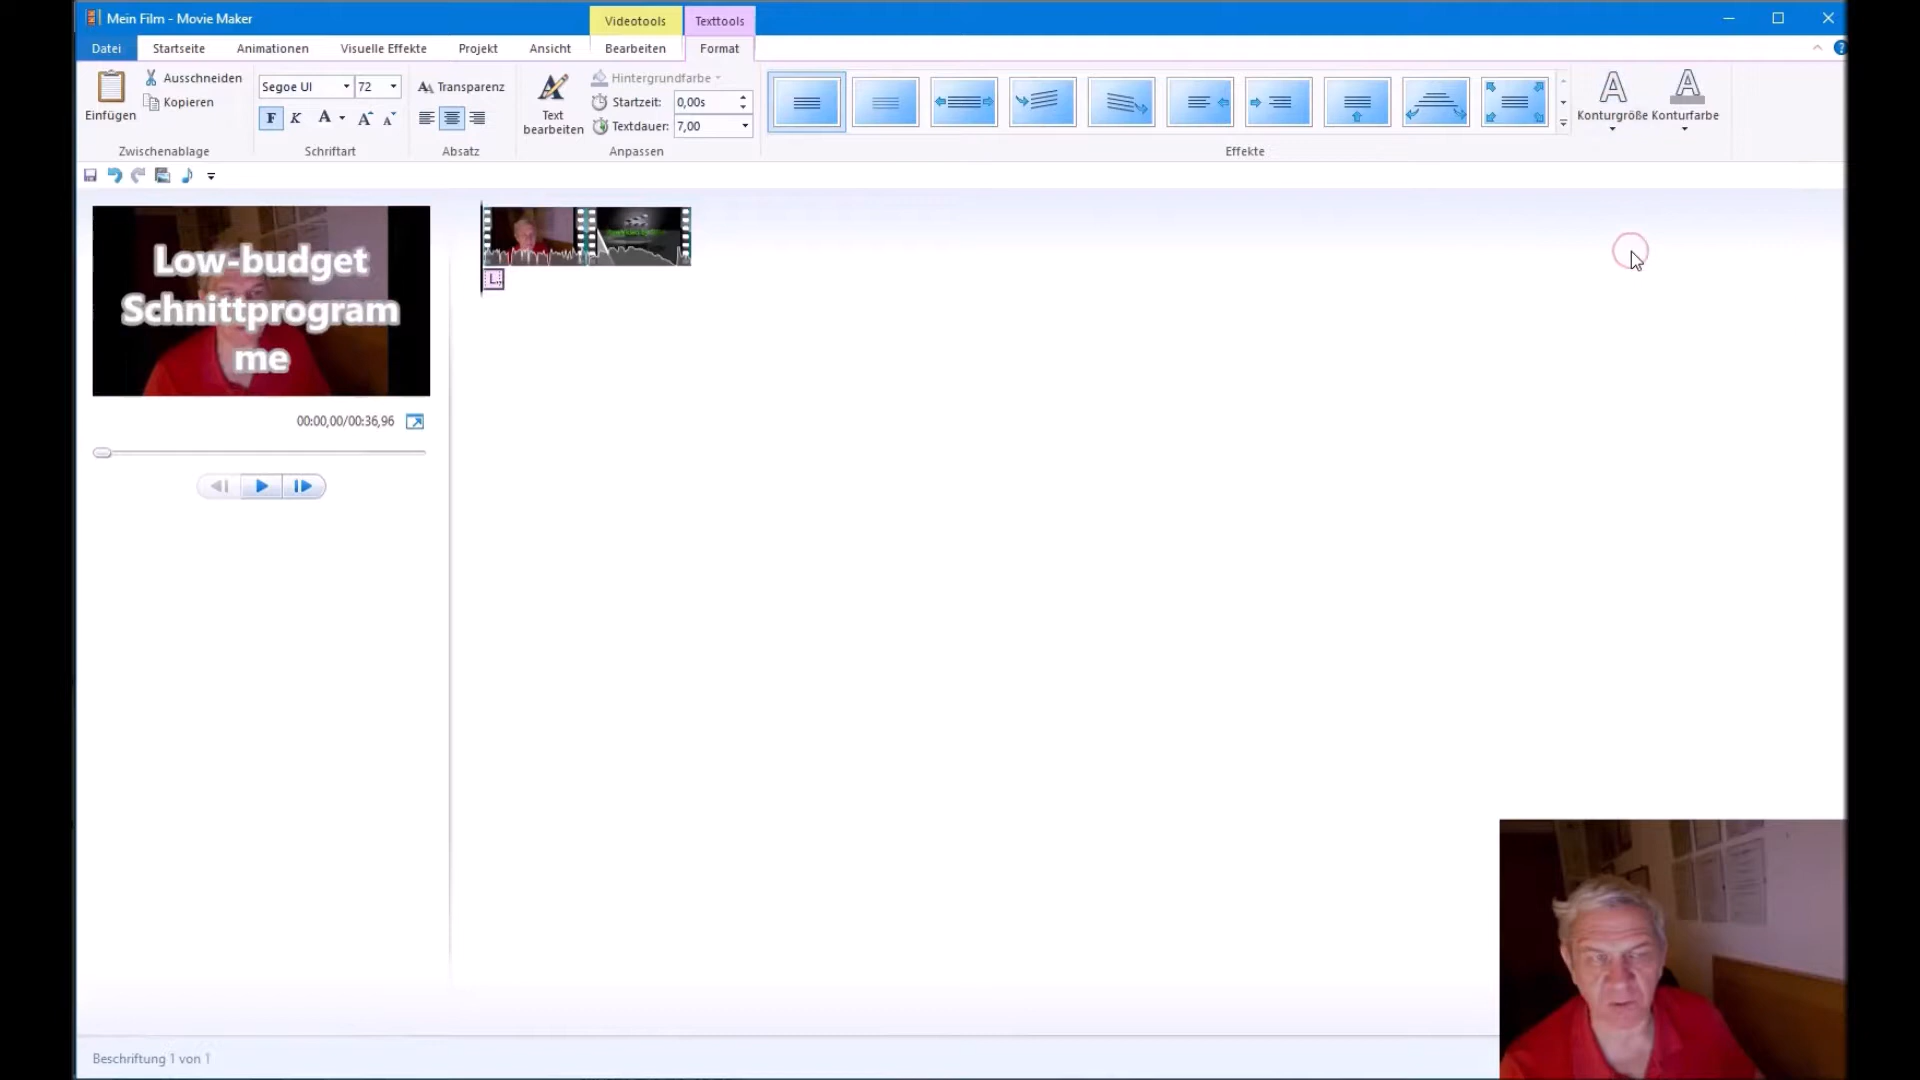 Mein Film - Movie Maker
Videotools
Texttools
Datei
Startseite
Animationen
Visuelle Effekte
Projekt
Ansicht
Bearbeiten
Format
Einfügen
Ausschneiden
Kopieren
Zwischenablage
Segoe UI
72
F K A A A
Schriftart
Transparenz
Absatz
Text
bearbeiten
Hintergrundfarbe
Startzeit: 0,00s
Textdauer: 7,00
Anpassen
Effekte
Konturgröße
Konturfarbe
Low-budget
Schnittprogram
me
L...
00:00,00/00:36,96
Beschriftung 1 von 1